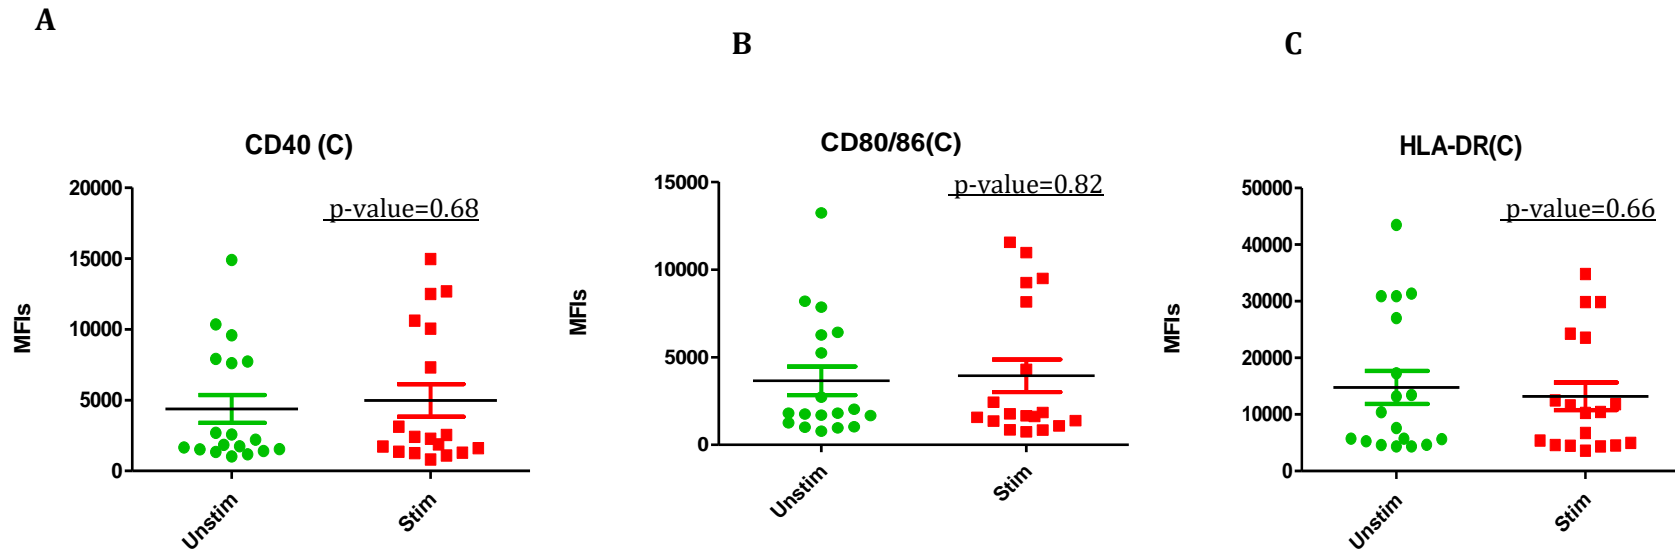 A
B
C
CD40 (C)
p-value=0.68
20000
15000
10000
5000
0
MFIs
Unstim
Stim
CD80/86(C)
p-value=0.82
15000
10000
5000
0
MFIs
Unstim
Stim
HLA-DR(C)
p-value=0.66
50000
40000
30000
20000
10000
0
MFIs
Unstim
Stim